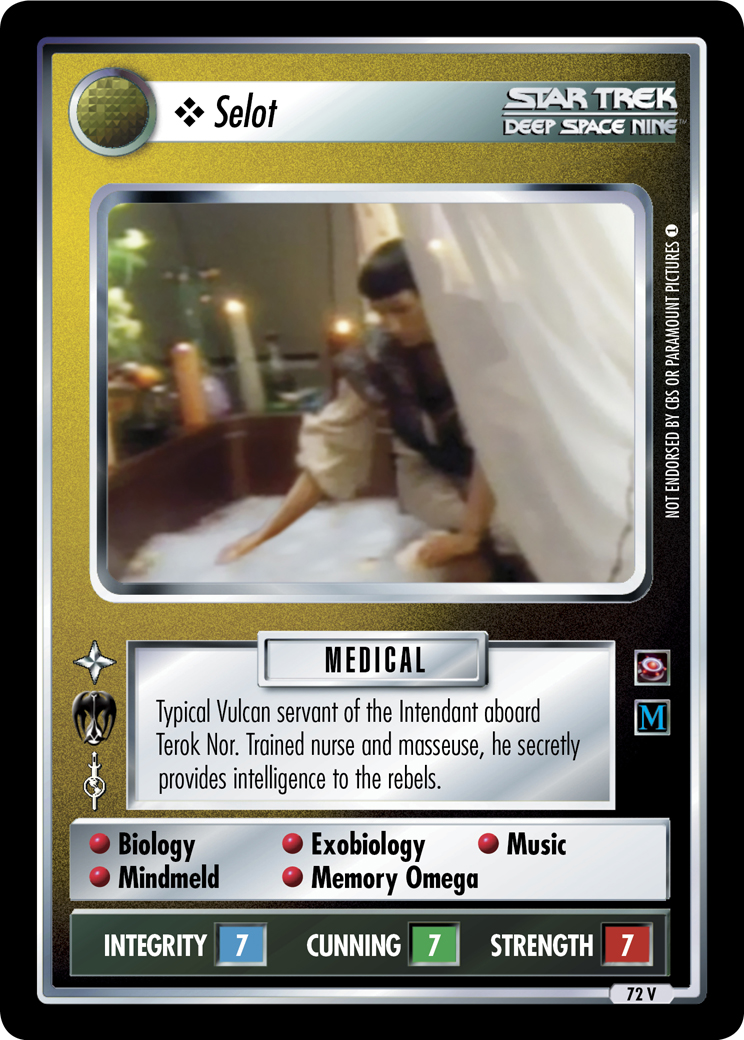 ❖ Selot
STAR TREK
DEEP SPACE NINE™
NOT ENDORSED BY CBS OR PARAMOUNT PICTURES 1
MEDICAL
Typical Vulcan servant of the Intendant aboard
Terok Nor. Trained nurse and masseuse, he secretly
provides intelligence to the rebels.
M
Biology Exobiology Music
Mindmeld Memory Omega
INTEGRITY 7 CUNNING 7 STRENGTH 7
72 V